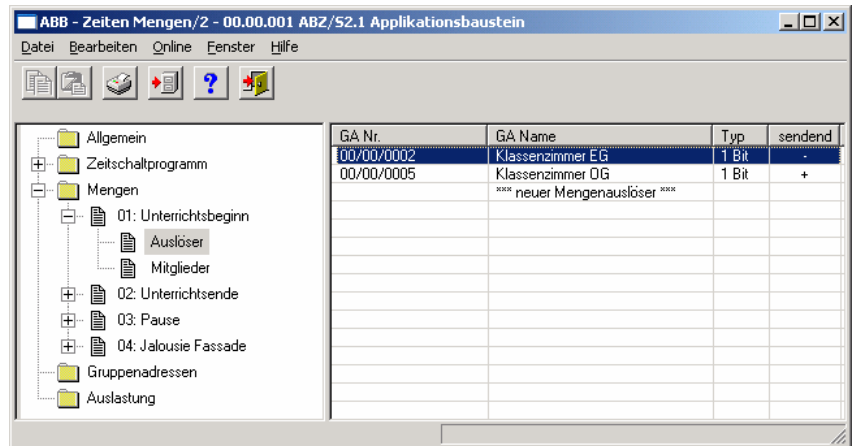 ABB - Zeiten Mengen/2 - 00.00.001 ABZ/S2.1 Applikationsbaustein
Datei Bearbeiten Online Fenster Hilfe
?
Allgemein
Zeitschaltprogramm
Mengen
01: Unterrichtsbeginn
Auslöser
Mitglieder
02: Unterrichtsende
03: Pause
04: Jalousie Fassade
Gruppenadressen
Auslastung
GA Nr. GA Name Typ sendend
00/00/0002 Klassenzimmer EG 1 Bit -
00/00/0005 Klassenzimmer OG 1 Bit +
*** neuer Mengenauslöser ***